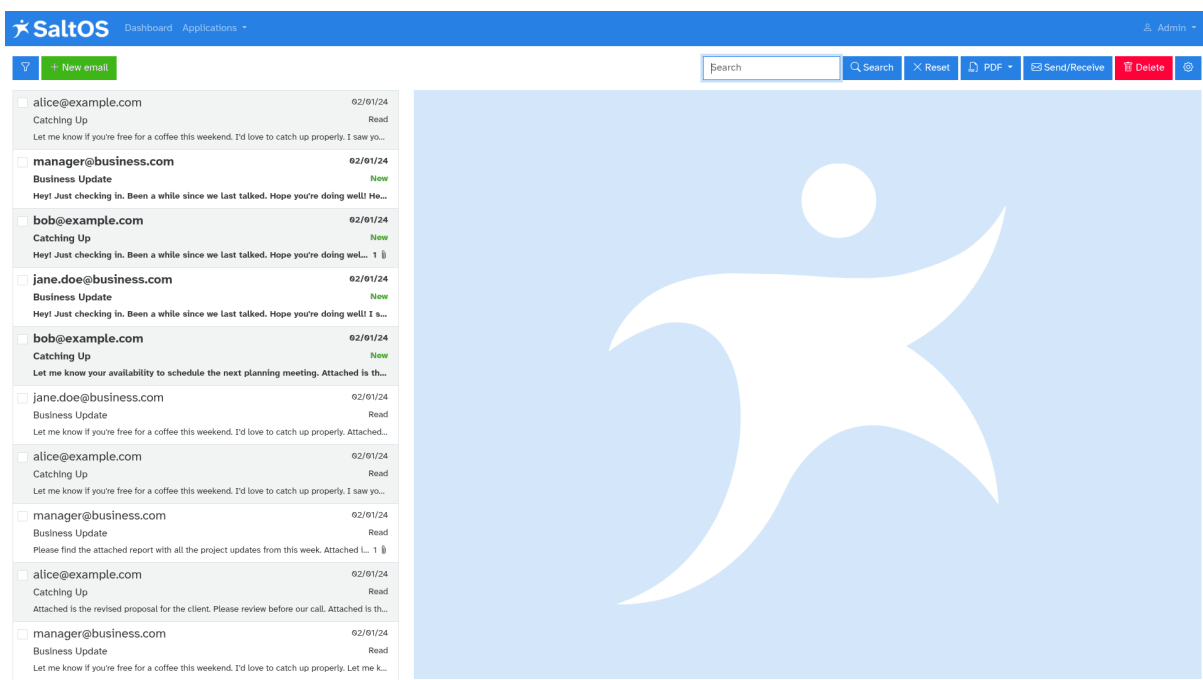 SaltOS Dashboard Applications Admin
+ New email Search Search Reset PDF Send/Receive Delete
alice@example.com 02/01/24
Catching Up Read
Let me know if you're free for a coffee this weekend. I'd love to catch up properly. I saw yo...
manager@business.com 02/01/24
Business Update New
Hey! Just checking in. Been a while since we last talked. Hope you're doing well! He...
bob@example.com 02/01/24
Catching Up New
Hey! Just checking in. Been a while since we last talked. Hope you're doing wel... 1
jane.doe@business.com 02/01/24
Business Update New
Hey! Just checking in. Been a while since we last talked. Hope you're doing well! I s...
bob@example.com 02/01/24
Catching Up New
Let me know your availability to schedule the next planning meeting. Attached is th...
jane.doe@business.com 02/01/24
Business Update Read
Let me know if you're free for a coffee this weekend. I'd love to catch up properly. Attached...
alice@example.com 02/01/24
Catching Up Read
Let me know if you're free for a coffee this weekend. I'd love to catch up properly. I saw yo...
manager@business.com 02/01/24
Business Update Read
Please find the attached report with all the project updates from this week. Attached i... 1
alice@example.com 02/01/24
Catching Up Read
Attached is the revised proposal for the client. Please review before our call. Attached is th...
manager@business.com 02/01/24
Business Update Read
Let me know if you're free for a coffee this weekend. I'd love to catch up properly. Let me k...